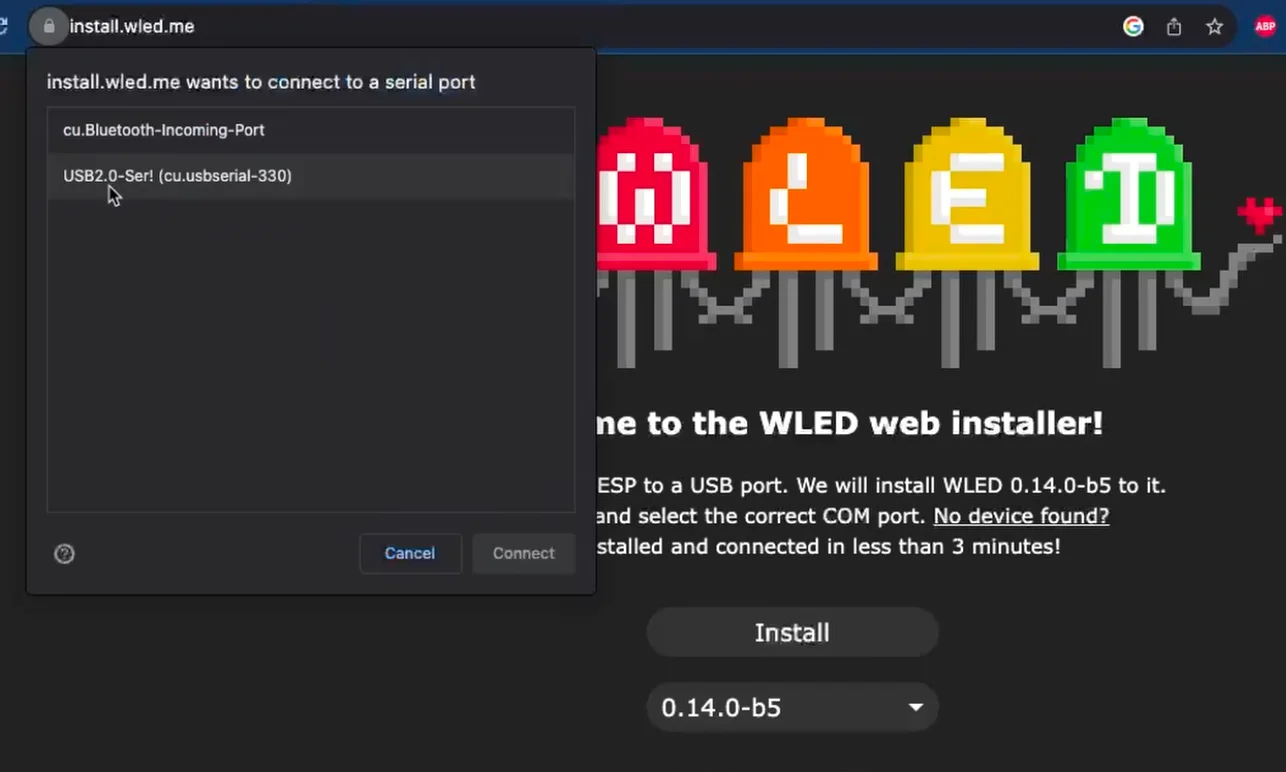 install.wled.me
ABP
install.wled.me wants to connect to a serial port
cu.Bluetooth-Incoming-Port
USB2.0-Ser! (cu.usbserial-330)
Cancel
Connect
WLED
me to the WLED web installer!
ESP to a USB port. We will install WLED 0.14.0-b5 to it.
and select the correct COM port. No device found?
stalled and connected in less than 3 minutes!
Install
0.14.0-b5